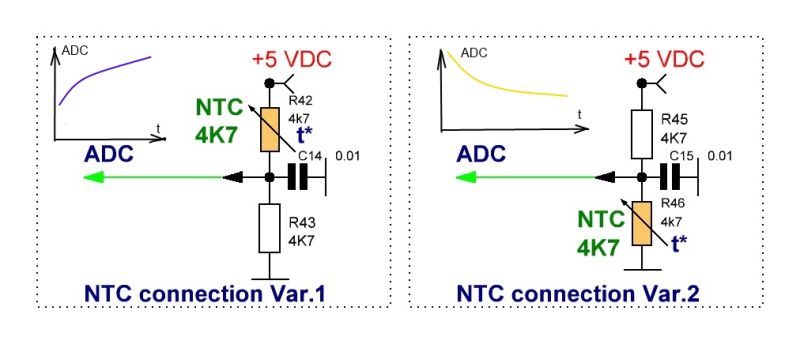 ADC
+5 VDC
R42
NTC
4k7
4K7
t*
t
ADC
C14
0.01
R43
4K7
NTC connection Var.1
ADC
+5 VDC
t
R45
4K7
ADC
C15
0.01
R46
NTC
4k7
4K7
t*
NTC connection Var.2